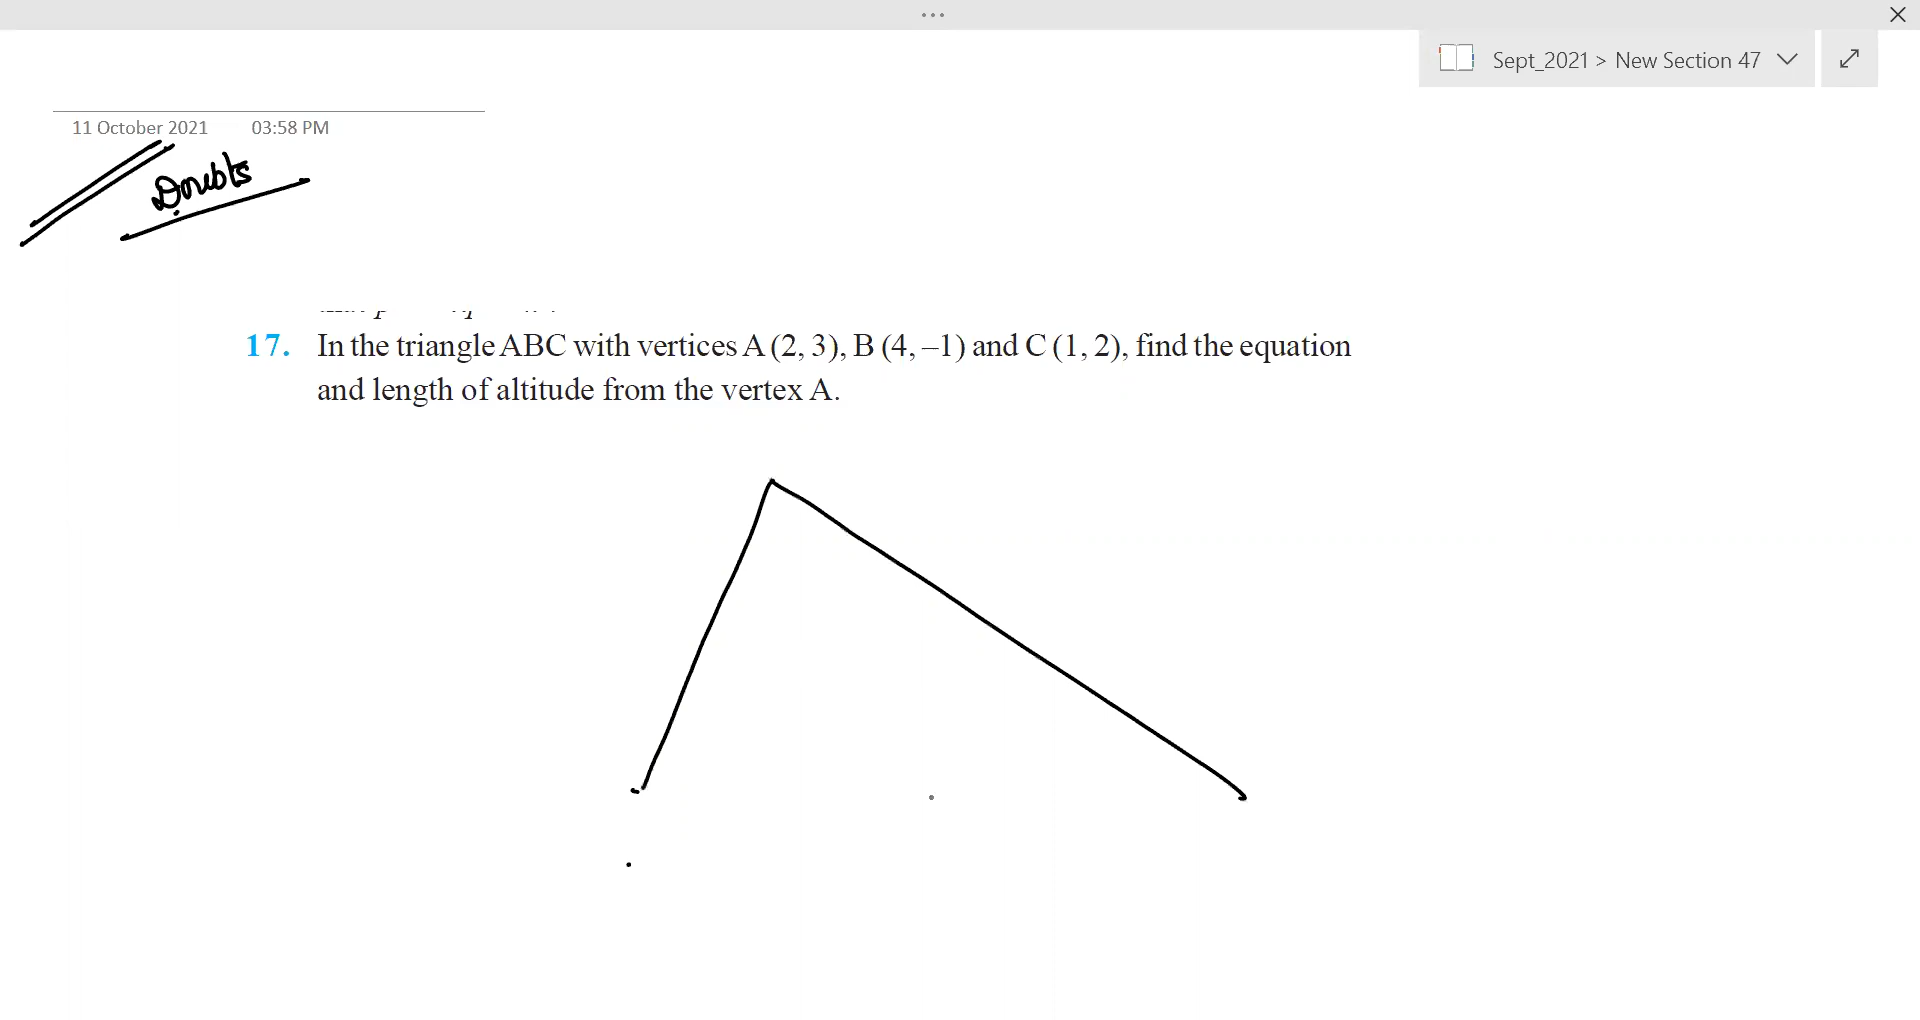 Sept_2021 > New Section 47
11 October 2021 03:58 PM
Doubts
17. In the triangle ABC with vertices A (2, 3), B (4, –1) and C (1, 2), find the equation
and length of altitude from the vertex A.